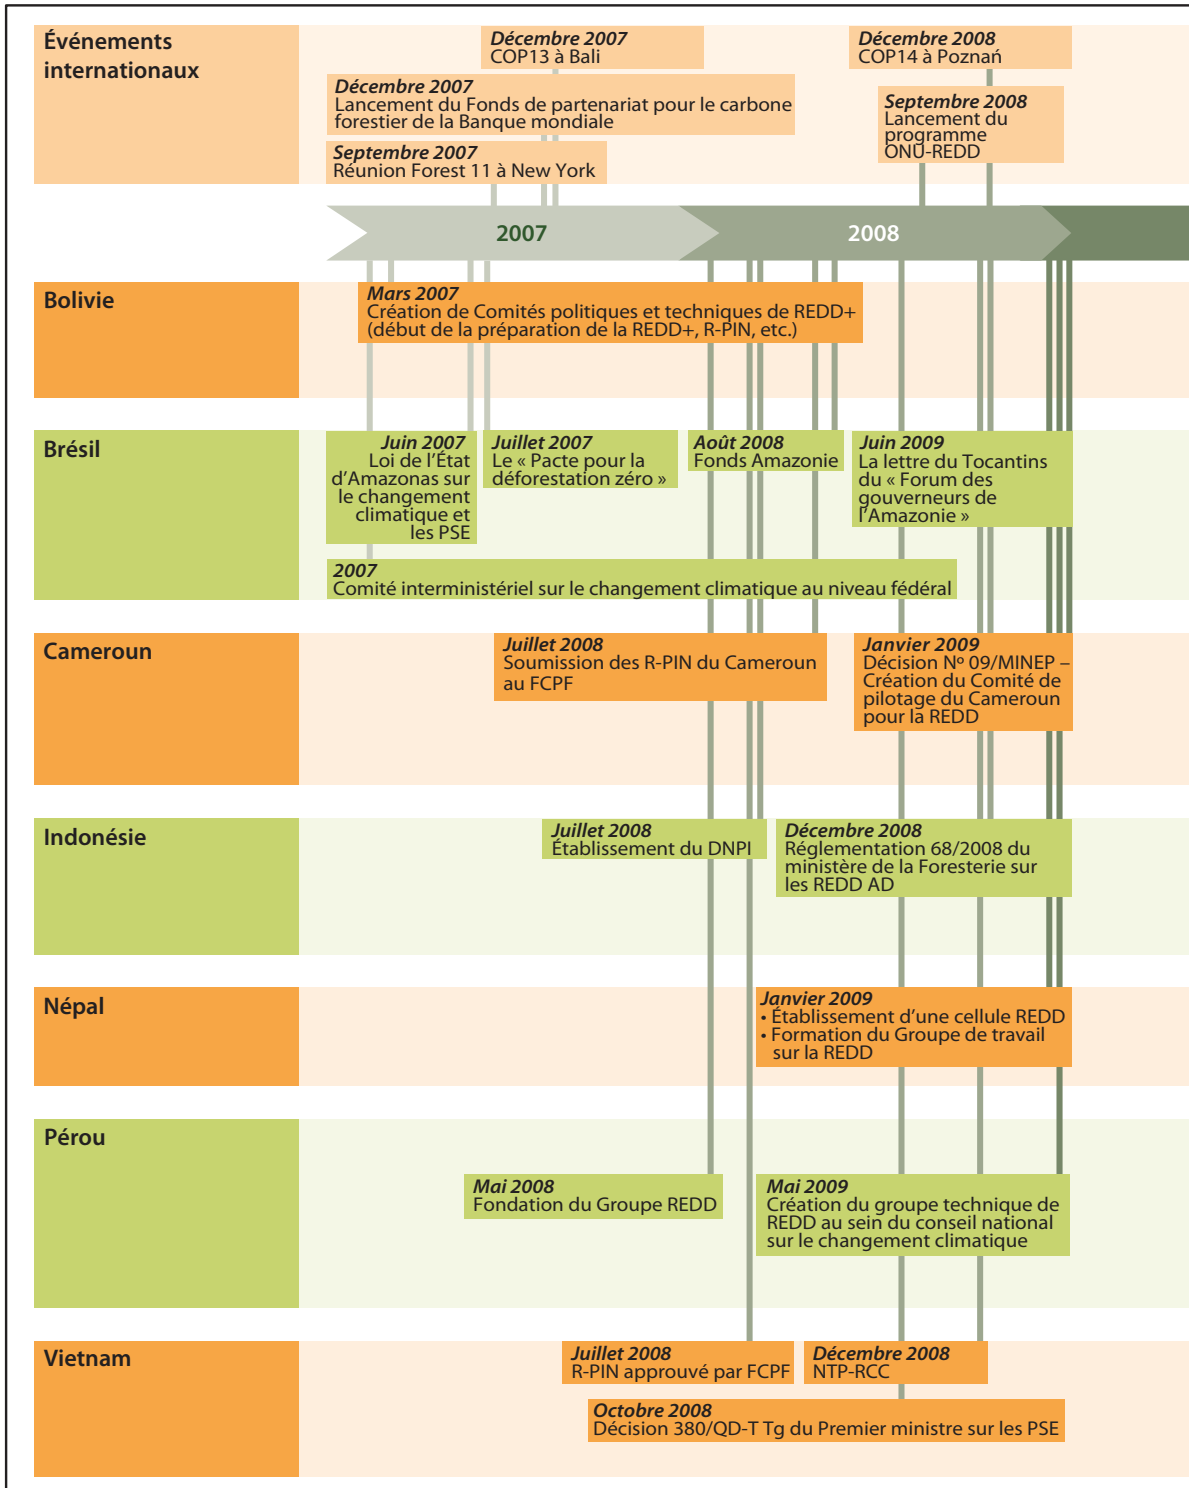 Événements
internationaux
Décembre 2007
COP13 à Bali
Décembre 2008
COP14 à Poznań
Décembre 2007
Lancement du Fonds de partenariat pour le carbone
forestier de la Banque mondiale
Septembre 2008
Lancement du
programme
ONU-REDD
Septembre 2007
Réunion Forest 11 à New York
2007
2008
Bolivie
Mars 2007
Création de Comités politiques et techniques de REDD+
(début de la préparation de la REDD+, R-PIN, etc.)
Brésil
Juin 2007
Loi de l'État
d'Amazonas sur
le changement
climatique et
les PSE
Juillet 2007
Le « Pacte pour la
déforestation zéro »
Août 2008
Fonds Amazonie
Juin 2009
La lettre du Tocantins
du « Forum des
gouverneurs de
l'Amazonie »
2007
Comité interministériel sur le changement climatique au niveau fédéral
Cameroun
Juillet 2008
Soumission des R-PIN du Cameroun
au FCPF
Janvier 2009
Décision Nº 09/MINEP –
Création du Comité de
pilotage du Cameroun
pour la REDD
Indonésie
Juillet 2008
Établissement du DNPI
Décembre 2008
Réglementation 68/2008 du
ministère de la Foresterie sur
les REDD AD
Népal
Janvier 2009
• Établissement d'une cellule REDD
• Formation du Groupe de travail
sur la REDD
Pérou
Mai 2008
Fondation du Groupe REDD
Mai 2009
Création du groupe technique de
REDD au sein du conseil national
sur le changement climatique
Vietnam
Juillet 2008
R-PIN approuvé par FCPF
Décembre 2008
NTP-RCC
Octobre 2008
Décision 380/QD-T Tg du Premier ministre sur les PSE